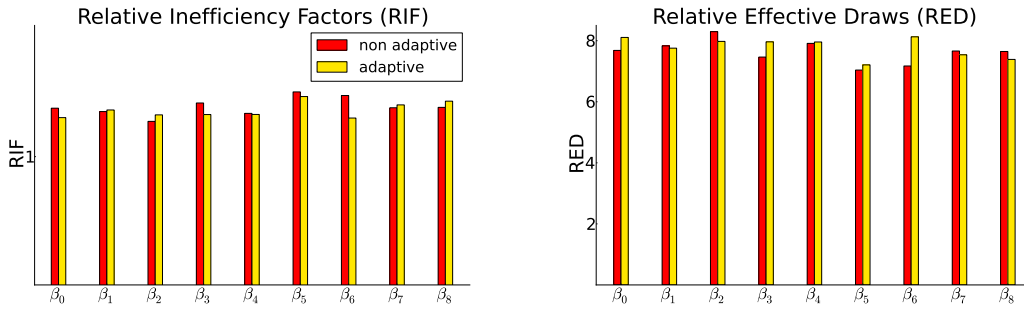 Relative Inefficiency Factors (RIF)
non adaptive
adaptive
RIF
1
β₀ β₁ β₂ β₃ β₄ β₅ β₆ β₇ β₈
Relative Effective Draws (RED)
RED
8
6
4
2
β₀ β₁ β₂ β₃ β₄ β₅ β₆ β₇ β₈